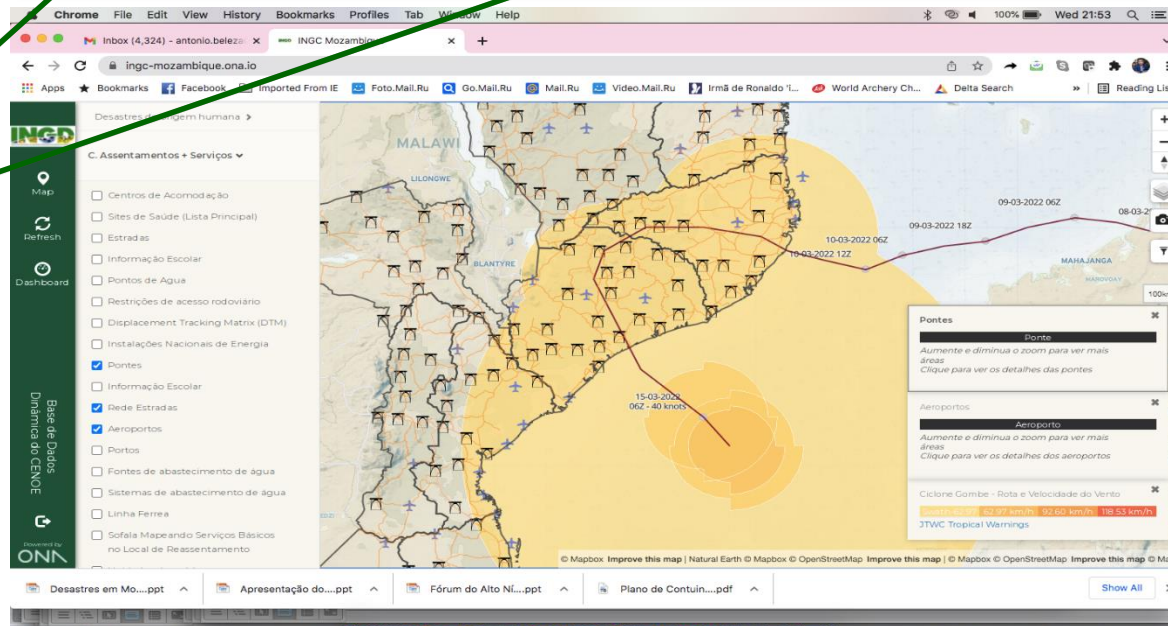 Chrome File Edit View History Bookmarks Profiles Tab Window Help
100% Wed 21:53
Inbox (4,324) - antonio.beleza
INGC Mozambique
ingc-mozambique.ona.io
Apps
Bookmarks
Facebook
Imported From IE
Foto.Mail.Ru
Go.Mail.Ru
Mail.Ru
Video.Mail.Ru
Irmã de Ronaldo 'i...
World Archery Ch...
Delta Search
»
Reading Lis
INGD
Map
Refresh
Dashboard
Base de Dados
Dinâmica do CENOE
Powered by
ONA
Desastres de origem humana
C. Assentamentos + Serviços
Centros de Acomodação
Sites de Saúde (Lista Principal)
Estradas
Informação Escolar
Pontos de Agua
Restrições de acesso rodoviário
Displacement Tracking Matrix (DTM)
Instalações Nacionais de Energia
Pontes
Informação Escolar
Rede Estradas
Aeroportos
Portos
Fontes de abastecimento de água
Sistemas de abastecimento de água
Linha Ferrea
Sofala Mapeando Serviços Básicos
no Local de Reassentamento
MALAWI
LILONGWE
BLANTYRE
09-03-2022 06Z
08-03-2
09-03-2022 18Z
10-03-2022 06Z
10-03-2022 12Z
MAHAJANGA
15-03-2022
06Z - 40 knots
Pontes
Ponte
Aumente e diminua o zoom para ver mais
áreas
Clique para ver os detalhes das pontes
Aeroportos
Aeroporto
Aumente e diminua o zoom para ver mais
áreas
Clique para ver os detalhes dos aeroportos
Ciclone Gombe - Rota e Velocidade do Vento
62.97 km/h 92.60 km/h 118.53 km/h
JTWC Tropical Warnings
© Mapbox Improve this map | Natural Earth © Mapbox © OpenStreetMap Improve this map | © Mapbox © OpenStreetMap Improve this map | © Ma
Desastres em Mo....ppt
Apresentação do....ppt
Fórum do Alto Ní....ppt
Plano de Contuin....pdf
Show All